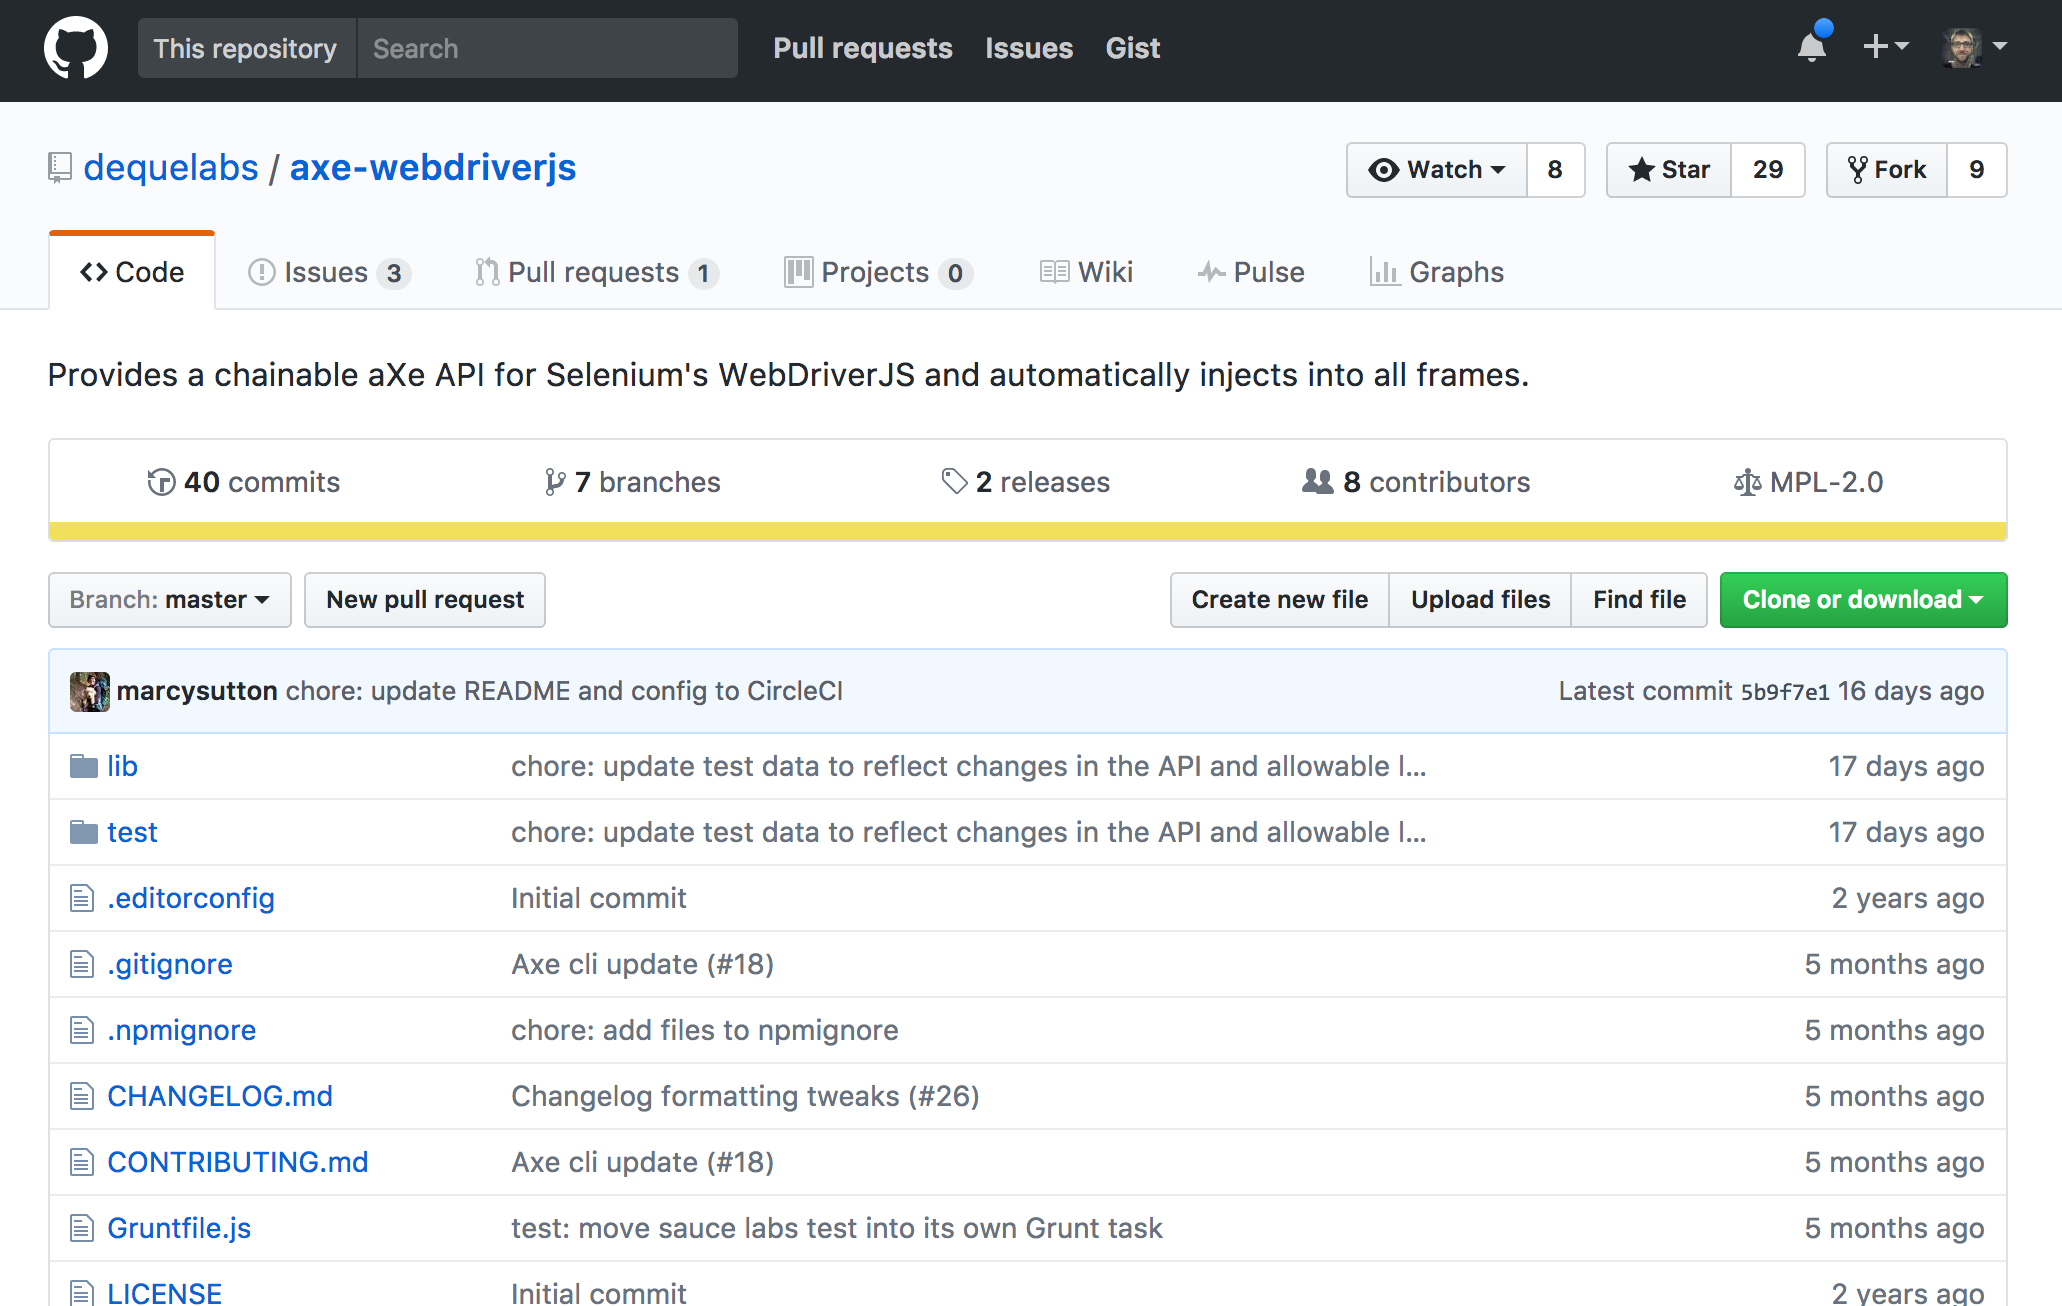 This repository Search Pull requests Issues Gist
dequelabs / axe-webdriverjs Watch 8 Star 29 Fork 9
Code Issues 3 Pull requests 1 Projects 0 Wiki Pulse Graphs
Provides a chainable aXe API for Selenium's WebDriverJS and automatically injects into all frames.
40 commits 7 branches 2 releases 8 contributors MPL-2.0
Branch: master New pull request Create new file Upload files Find file Clone or download
marcysutton chore: update README and config to CircleCI Latest commit 5b9f7e1 16 days ago
lib chore: update test data to reflect changes in the API and allowable l… 17 days ago
test chore: update test data to reflect changes in the API and allowable l… 17 days ago
.editorconfig Initial commit 2 years ago
.gitignore Axe cli update (#18) 5 months ago
.npmignore chore: add files to npmignore 5 months ago
CHANGELOG.md Changelog formatting tweaks (#26) 5 months ago
CONTRIBUTING.md Axe cli update (#18) 5 months ago
Gruntfile.js test: move sauce labs test into its own Grunt task 5 months ago
LICENSE Initial commit 2 years ago